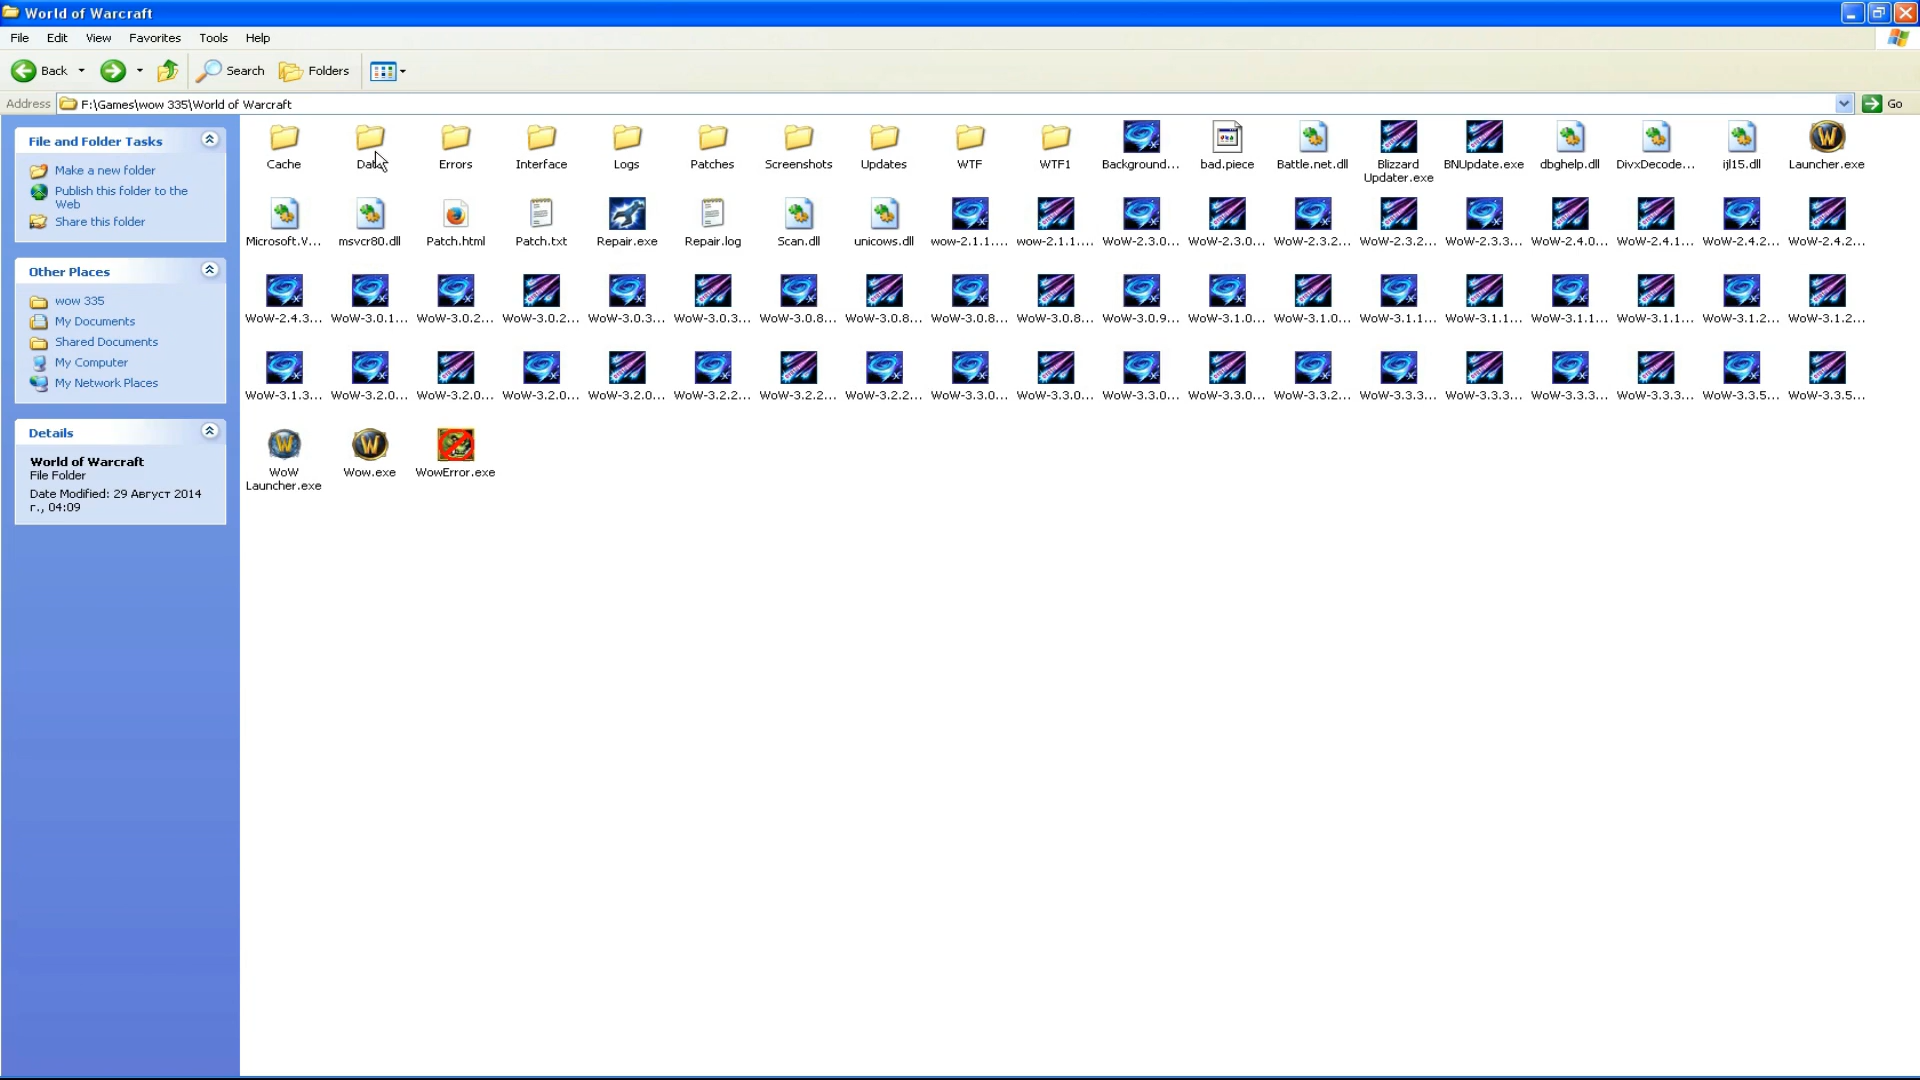 World of Warcraft
File Edit View Favorites Tools Help
Back Search Folders
Address F:\Games\wow 335\World of Warcraft Go
File and Folder Tasks
Make a new folder
Publish this folder to the
Web
Share this folder
Other Places
wow 335
My Documents
Shared Documents
My Computer
My Network Places
Details
World of Warcraft
File Folder
Date Modified: 29 Август 2014
г., 04:09
Cache Data Errors Interface Logs Patches Screenshots Updates WTF WTF1 Background... bad.piece Battle.net.dll Blizzard BNUpdate.exe dbghelp.dll DivxDecode... ijl15.dll Launcher.exe
Updater.exe
Microsoft.V... msvcr80.dll Patch.html Patch.txt Repair.exe Repair.log Scan.dll unicows.dll wow-2.1.1.... wow-2.1.1.... WoW-2.3.0... WoW-2.3.0... WoW-2.3.2... WoW-2.3.2... WoW-2.3.3... WoW-2.4.0... WoW-2.4.1... WoW-2.4.2... WoW-2.4.2...
WoW-2.4.3... WoW-3.0.1... WoW-3.0.2... WoW-3.0.2... WoW-3.0.3... WoW-3.0.3... WoW-3.0.8... WoW-3.0.8... WoW-3.0.8... WoW-3.0.8... WoW-3.0.9... WoW-3.1.0... WoW-3.1.0... WoW-3.1.1... WoW-3.1.1... WoW-3.1.1... WoW-3.1.1... WoW-3.1.2... WoW-3.1.2...
WoW-3.1.3... WoW-3.2.0... WoW-3.2.0... WoW-3.2.0... WoW-3.2.0... WoW-3.2.2... WoW-3.2.2... WoW-3.2.2... WoW-3.3.0... WoW-3.3.0... WoW-3.3.0... WoW-3.3.0... WoW-3.3.2... WoW-3.3.3... WoW-3.3.3... WoW-3.3.3... WoW-3.3.3... WoW-3.3.5... WoW-3.3.5...
WoW Wow.exe WowError.exe
Launcher.exe